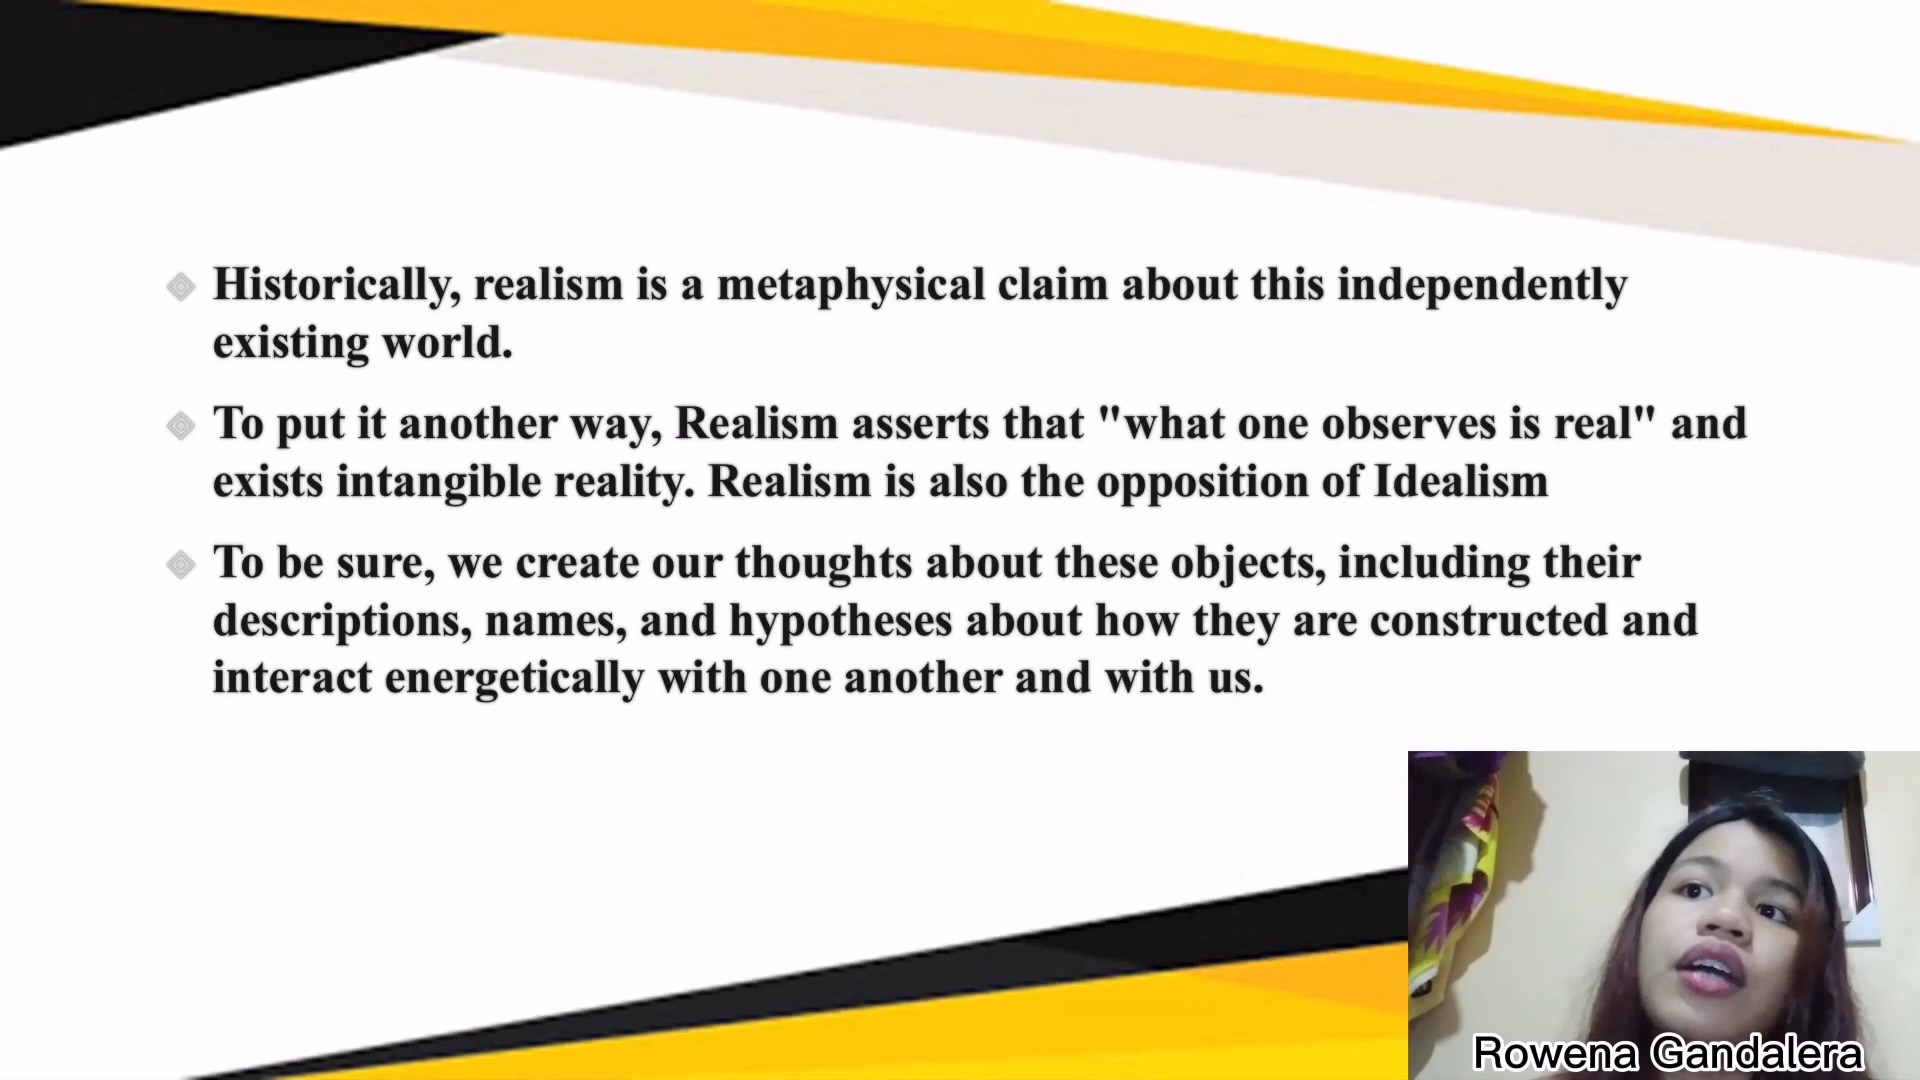 Historically, realism is a metaphysical claim about this independently
existing world.
To put it another way, Realism asserts that "what one observes is real" and
exists intangible reality. Realism is also the opposition of Idealism
To be sure, we create our thoughts about these objects, including their
descriptions, names, and hypotheses about how they are constructed and
interact energetically with one another and with us.
Rowena Gandalera